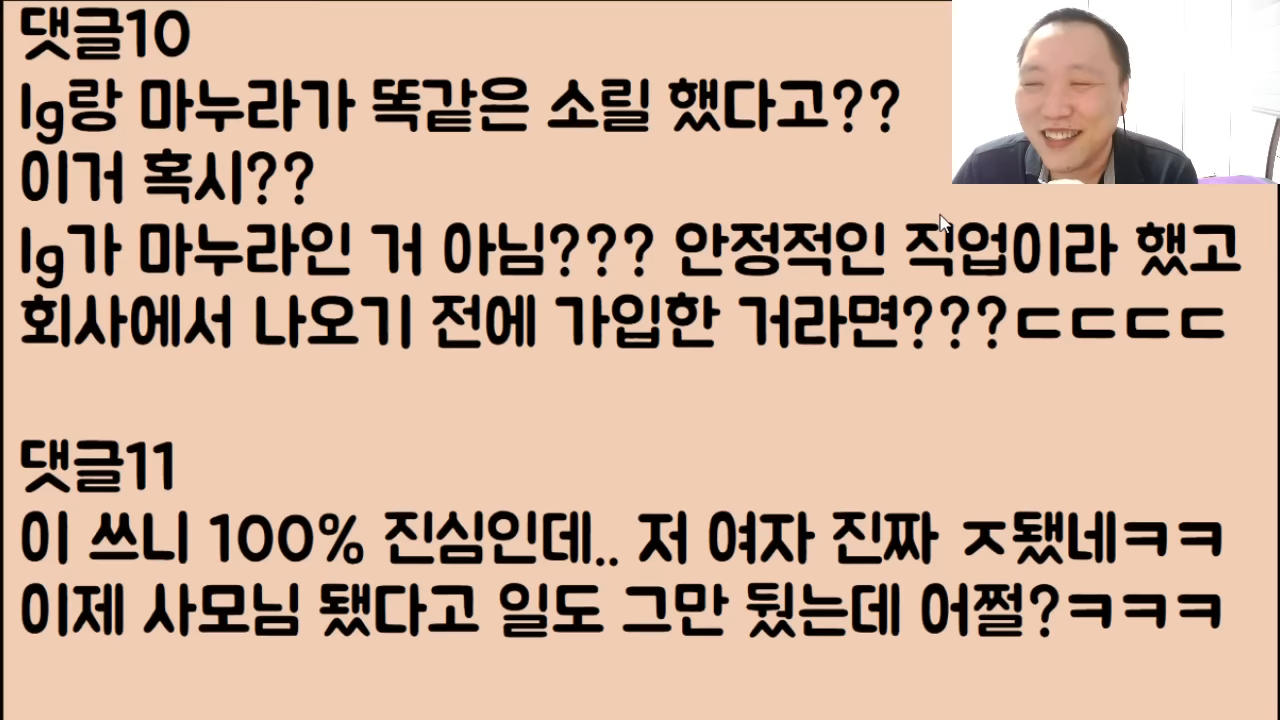 댓글10
lg랑 마누라가 똑같은 소릴 했다고??
이거 혹시??
lg가 마누라인 거 아님??? 안정적인 직업이라 했고
회사에서 나오기 전에 가입한 거라면???ㄷㄷㄷㄷ
댓글11
이 쓰니 100% 진심인데.. 저 여자 진짜 ㅈ됐네ㅋㅋ
이제 사모님 됐다고 일도 그만 뒀는데 어쩔?ㅋㅋㅋ